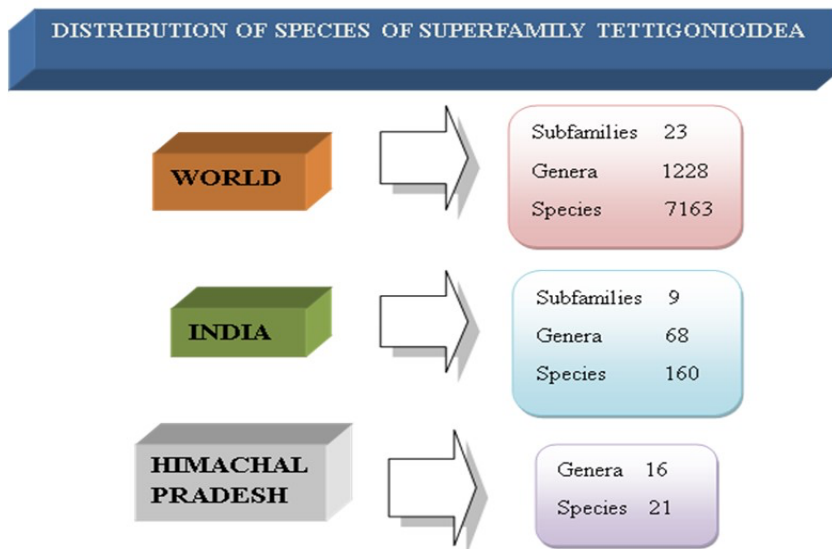 DISTRIBUTION OF SPECIES OF SUPERFAMILY TETTIGONIOIDEA
WORLD
Subfamilies 23
Genera 1228
Species 7163
INDIA
Subfamilies 9
Genera 68
Species 160
HIMACHAL
PRADESH
Genera 16
Species 21